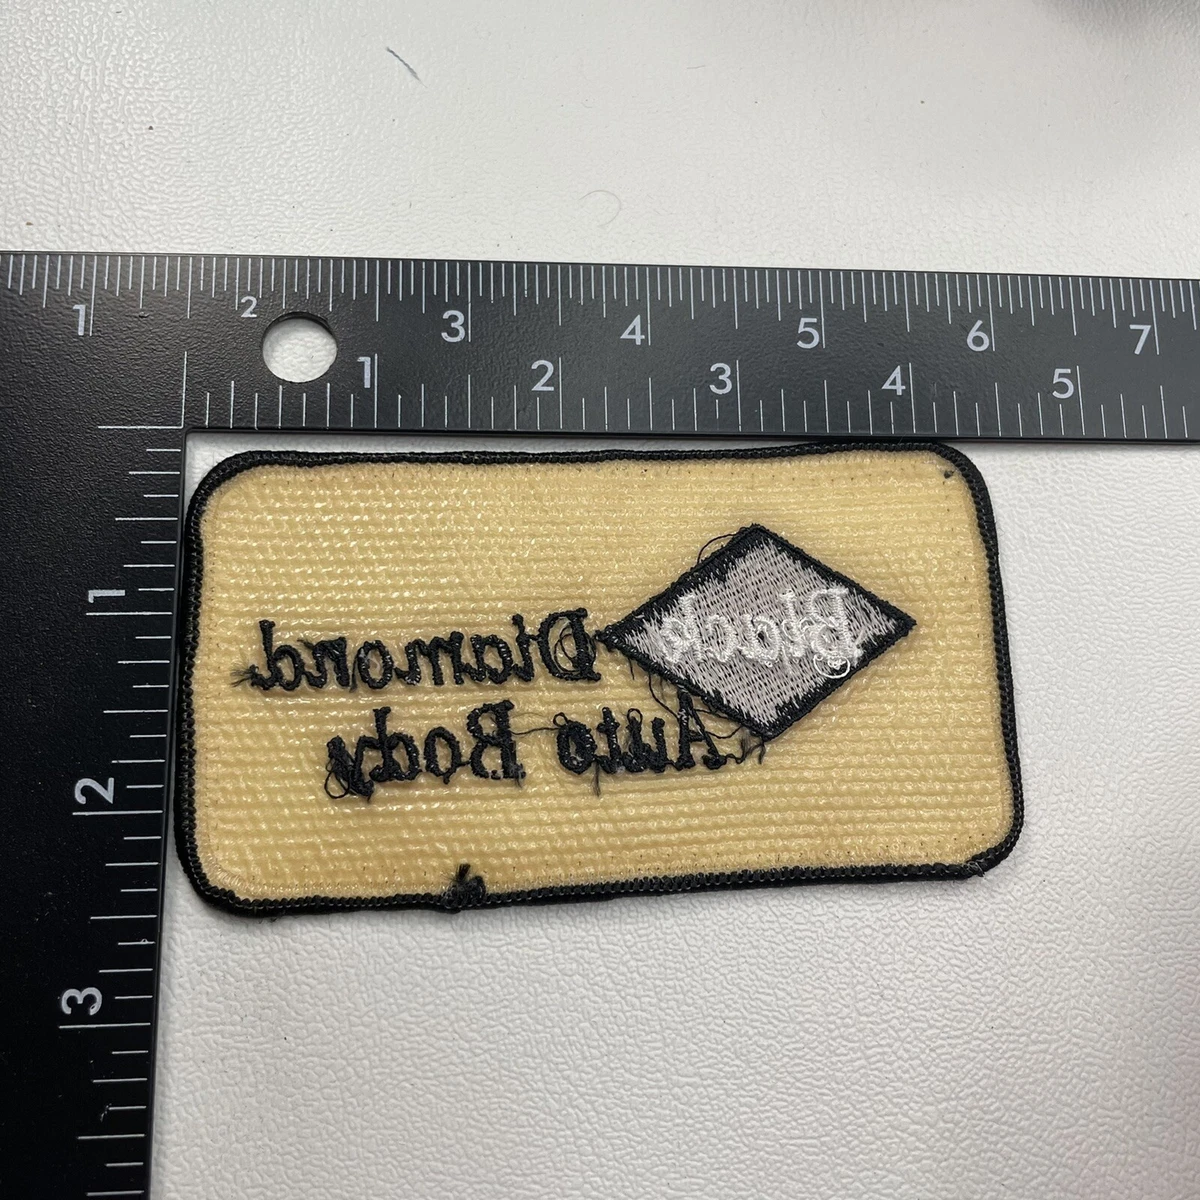 1 2 3 4 5 6 7
1 2 3 4 5
1
2
3
Black
Diamond
Auto Body